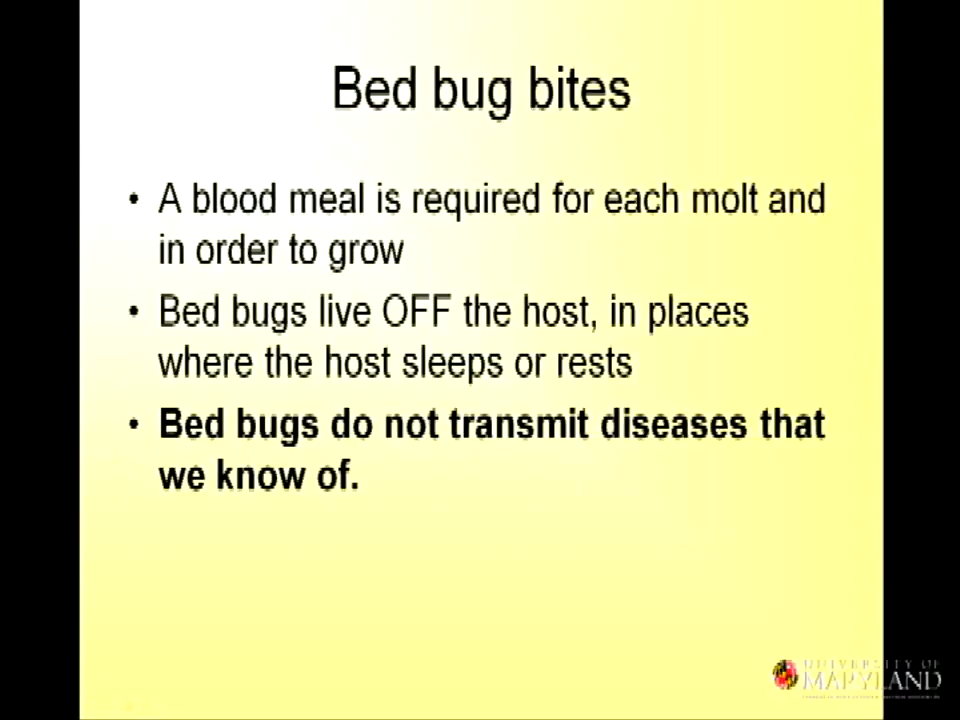 Bed bug bites
• A blood meal is required for each molt and
in order to grow
• Bed bugs live OFF the host, in places
where the host sleeps or rests
• Bed bugs do not transmit diseases that
we know of.
UNIVERSITY OF
MARYLAND